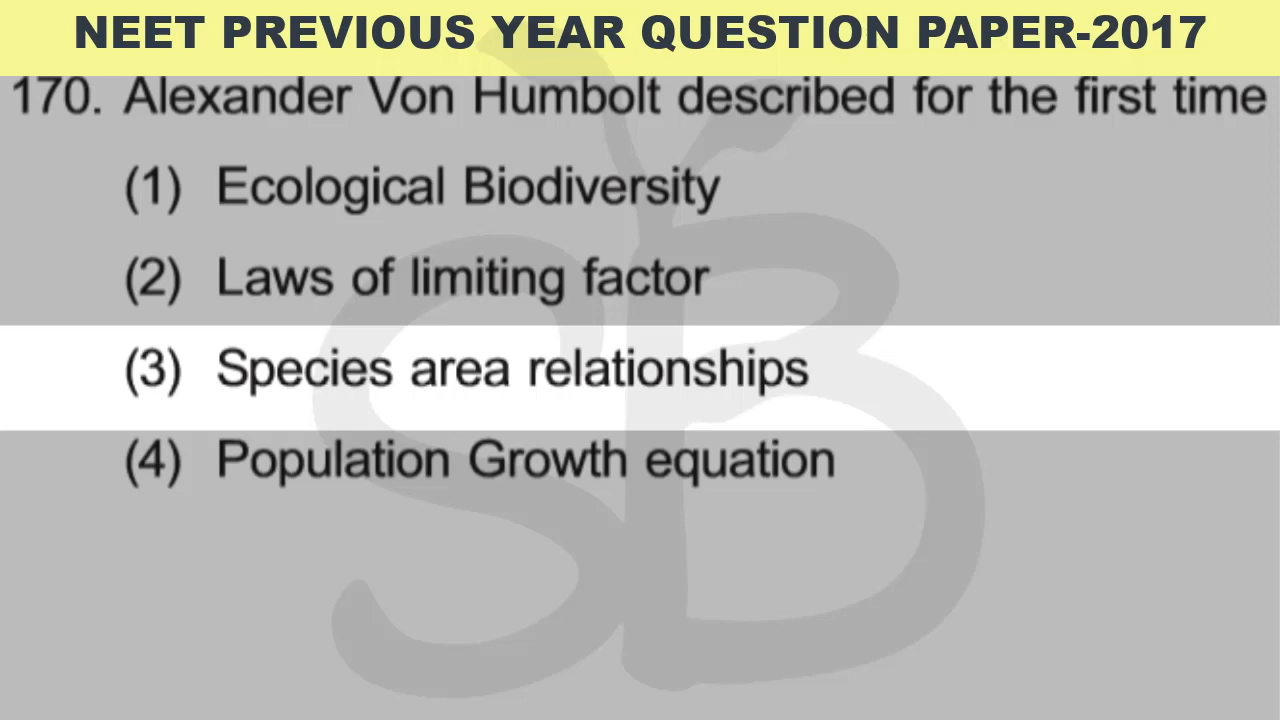 NEET PREVIOUS YEAR QUESTION PAPER-2017
170. Alexander Von Humbolt described for the first time
(1) Ecological Biodiversity
(2) Laws of limiting factor
(3) Species area relationships
(4) Population Growth equation
SB